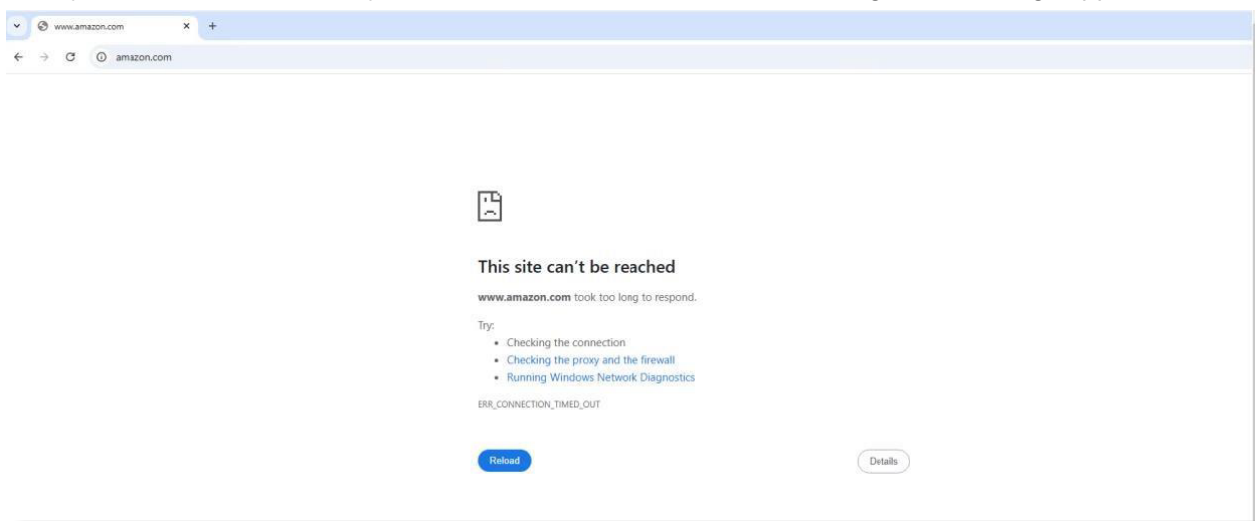 www.amazon.com
amazon.com
This site can't be reached
www.amazon.com took too long to respond.
Try:
• Checking the connection
• Checking the proxy and the firewall
• Running Windows Network Diagnostics
ERR_CONNECTION_TIMED_OUT
Reload Details